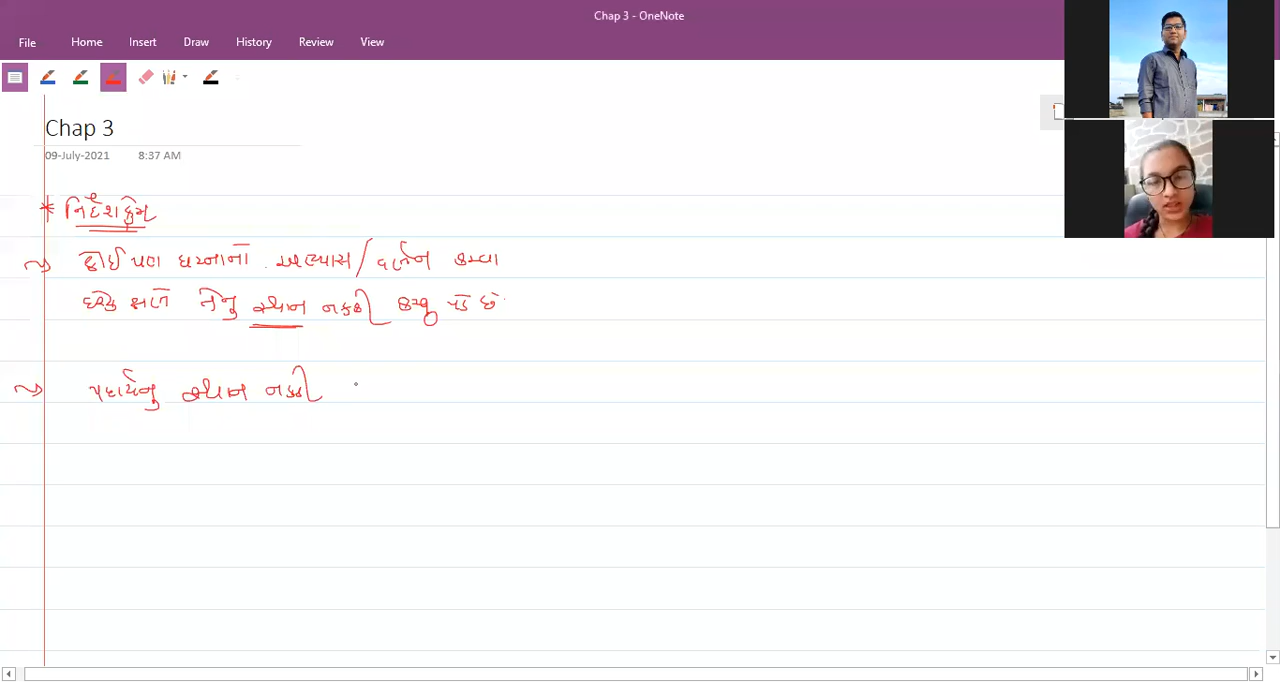 Chap 3 - OneNote
File Home Insert Draw History Review View
Chap 3
09-July-2021 8:37 AM
* નિર્દેશફ્રેમ
કોઈ પણ ઘટનાનો અભ્યાસ / વર્ણન કરવા
દરેક ક્ષણે તેનુ સ્થાન નક્કી કરવુ પડે છે.
પદાર્થનુ સ્થાન નક્કી